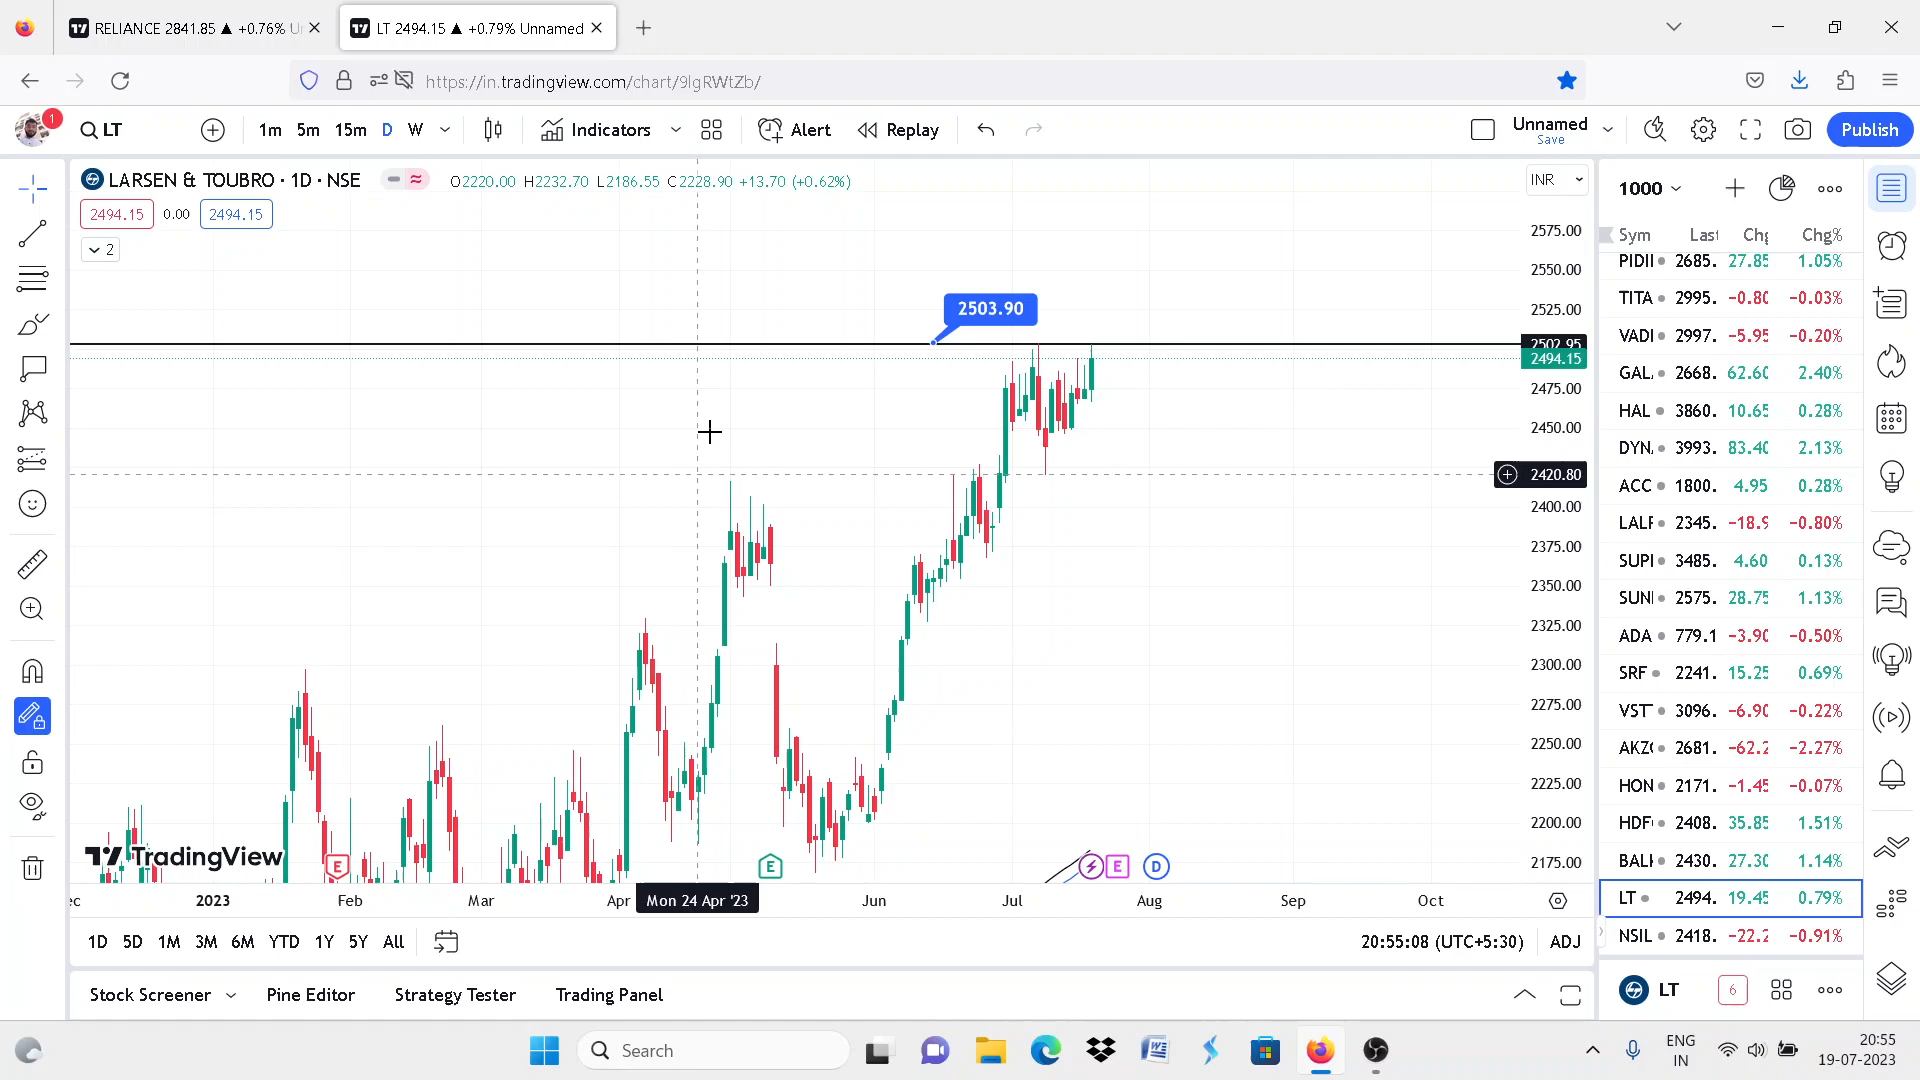 RELIANCE 2841.85 ▲ +0.76%
LT 2494.15 ▲ +0.79% Unnamed
https://in.tradingview.com/chart/9lgRWtZb/
1
LT
1m 5m 15m D W
Indicators
Alert
Replay
Unnamed
Save
Publish
LARSEN & TOUBRO · 1D · NSE
O2220.00 H2232.70 L2186.55 C2228.90 +13.70 (+0.62%)
INR
2494.15 0.00 2494.15
2
2575.00
2550.00
2525.00
2503.90
2502.95
2494.15
2475.00
2450.00
2420.80
2400.00
2375.00
2350.00
2325.00
2300.00
2275.00
2250.00
2225.00
2200.00
2175.00
TradingView
E E E D
2023 Feb Mar Apr Mon 24 Apr '23 Jun Jul Aug Sep Oct
1D 5D 1M 3M 6M YTD 1Y 5Y All
20:55:08 (UTC+5:30) ADJ
Stock Screener Pine Editor Strategy Tester Trading Panel
1000
Sym Last Chg Chg%
PIDI 2685. 27.85 1.05%
TITA 2995. -0.80 -0.03%
VADI 2997. -5.95 -0.20%
GAL 2668. 62.60 2.40%
HAL 3860. 10.65 0.28%
DYN 3993. 83.40 2.13%
ACC 1800. 4.95 0.28%
LALP 2345. -18.9 -0.80%
SUPI 3485. 4.60 0.13%
SUNI 2575. 28.75 1.13%
ADA 779.1 -3.90 -0.50%
SRF 2241. 15.25 0.69%
VST 3096. -6.90 -0.22%
AKZ 2681. -62.2 -2.27%
HON 2171. -1.45 -0.07%
HDF 2408. 35.85 1.51%
BAL 2430. 27.30 1.14%
LT 2494. 19.45 0.79%
NSIL 2418. -22.2 -0.91%
LT 6
Search
ENG
IN
20:55
19-07-2023